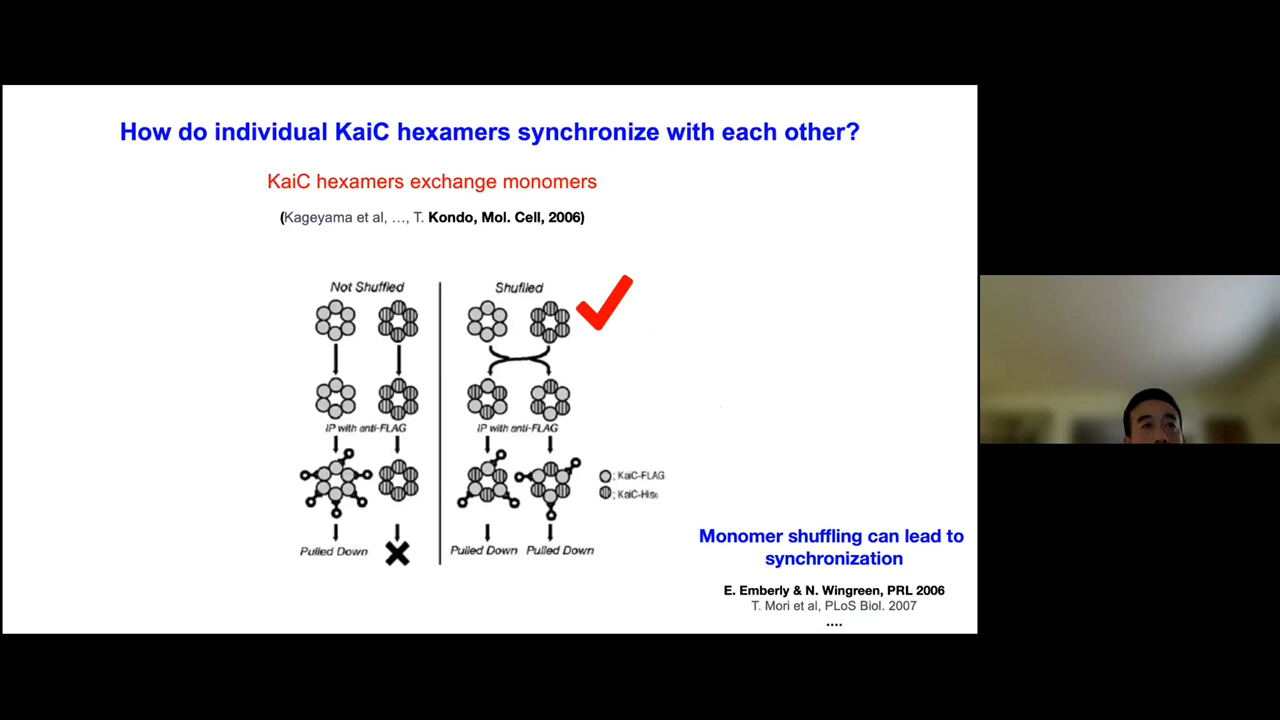 How do individual KaiC hexamers synchronize with each other?
KaiC hexamers exchange monomers
(Kageyama et al, …, T. Kondo, Mol. Cell, 2006)
Not Shuffled
Shuffled
IP with anti-FLAG
IP with anti-FLAG
: KaiC-FLAG
: KaiC-His6
Pulled Down
Pulled Down
Pulled Down
Monomer shuffling can lead to
synchronization
E. Emberly & N. Wingreen, PRL 2006
T. Mori et al, PLoS Biol. 2007
....